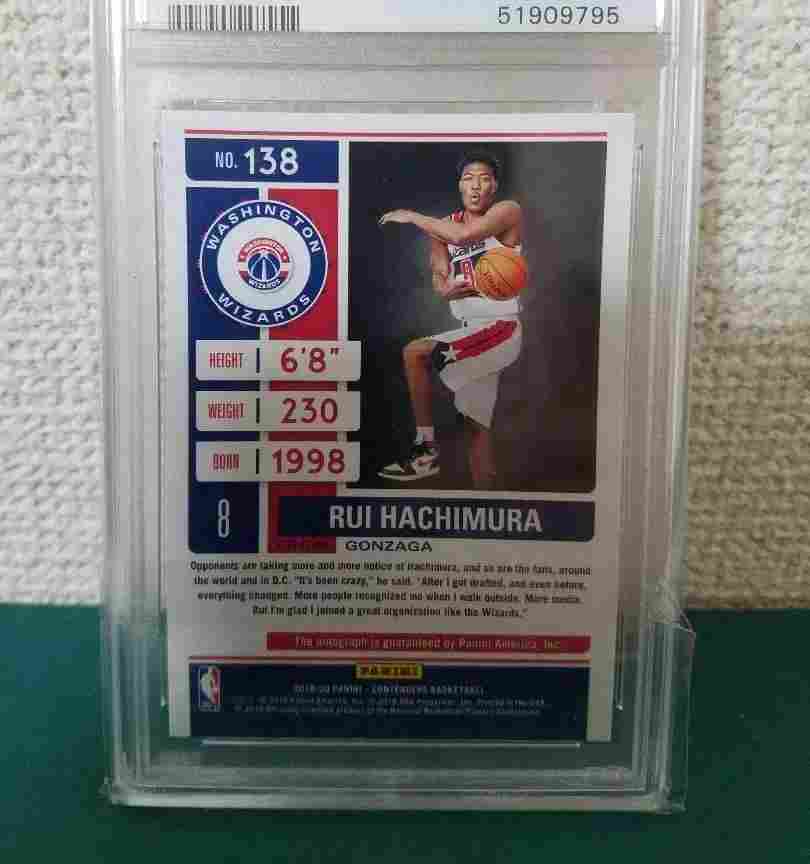 51909795
NO. 138
WASHINGTON
WIZARDS
WASHINGTON
WIZARDS
HEIGHT 6'8"
WEIGHT 230
BORN 1998
8
RUI HACHIMURA
GONZAGA
Opponents are taking more and more notice of Hachimura, and so are the fans, around
the world and in D.C. "It's been crazy," he said. "After I got drafted, and even before,
everything changed. More people recognized me when I walk outside. More media.
But I'm glad I joined a great organization like the Wizards."
The autograph is guaranteed by Panini America, Inc.
PANINI
2019-20 PANINI - CONTENDERS BASKETBALL